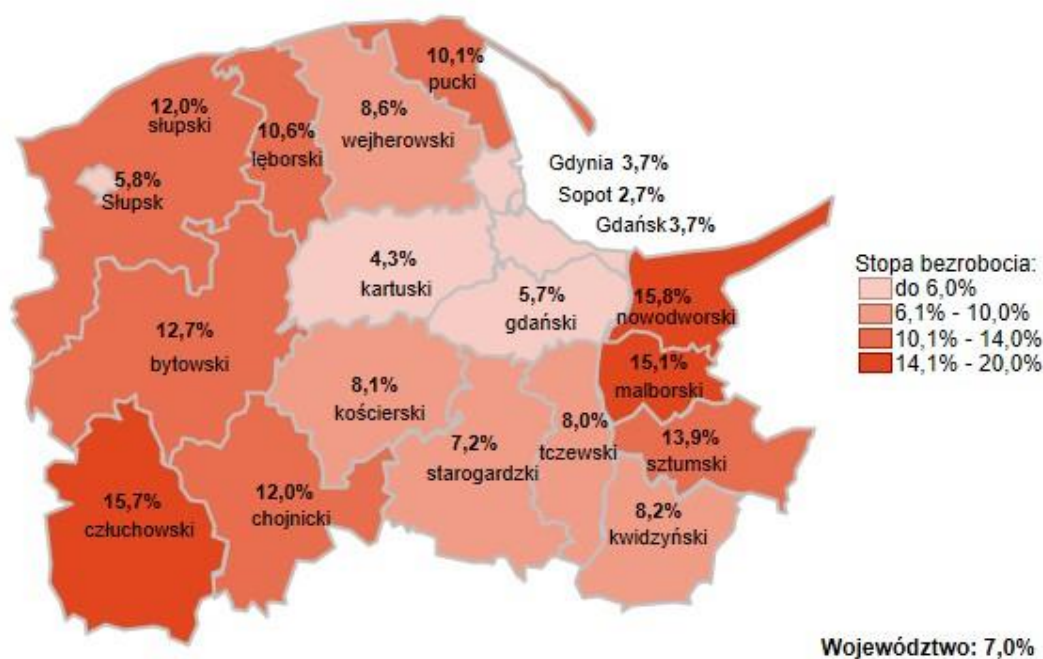 10,1%
pucki
12,0%
słupski
8,6%
wejherowski
10,6%
lęborski
Gdynia 3,7%
5,8%
Słupsk
Sopot 2,7%
Gdańsk 3,7%
4,3%
kartuski
5,7%
gdański
15,8%
nowodworski
Stopa bezrobocia:
do 6,0%
6,1% - 10,0%
10,1% - 14,0%
14,1% - 20,0%
12,7%
bytowski
15,1%
malborski
8,1%
kościerski
7,2%
starogardzki
8,0%
tczewski
13,9%
sztumski
15,7%
człuchowski
12,0%
chojnicki
8,2%
kwidzyński
Województwo: 7,0%